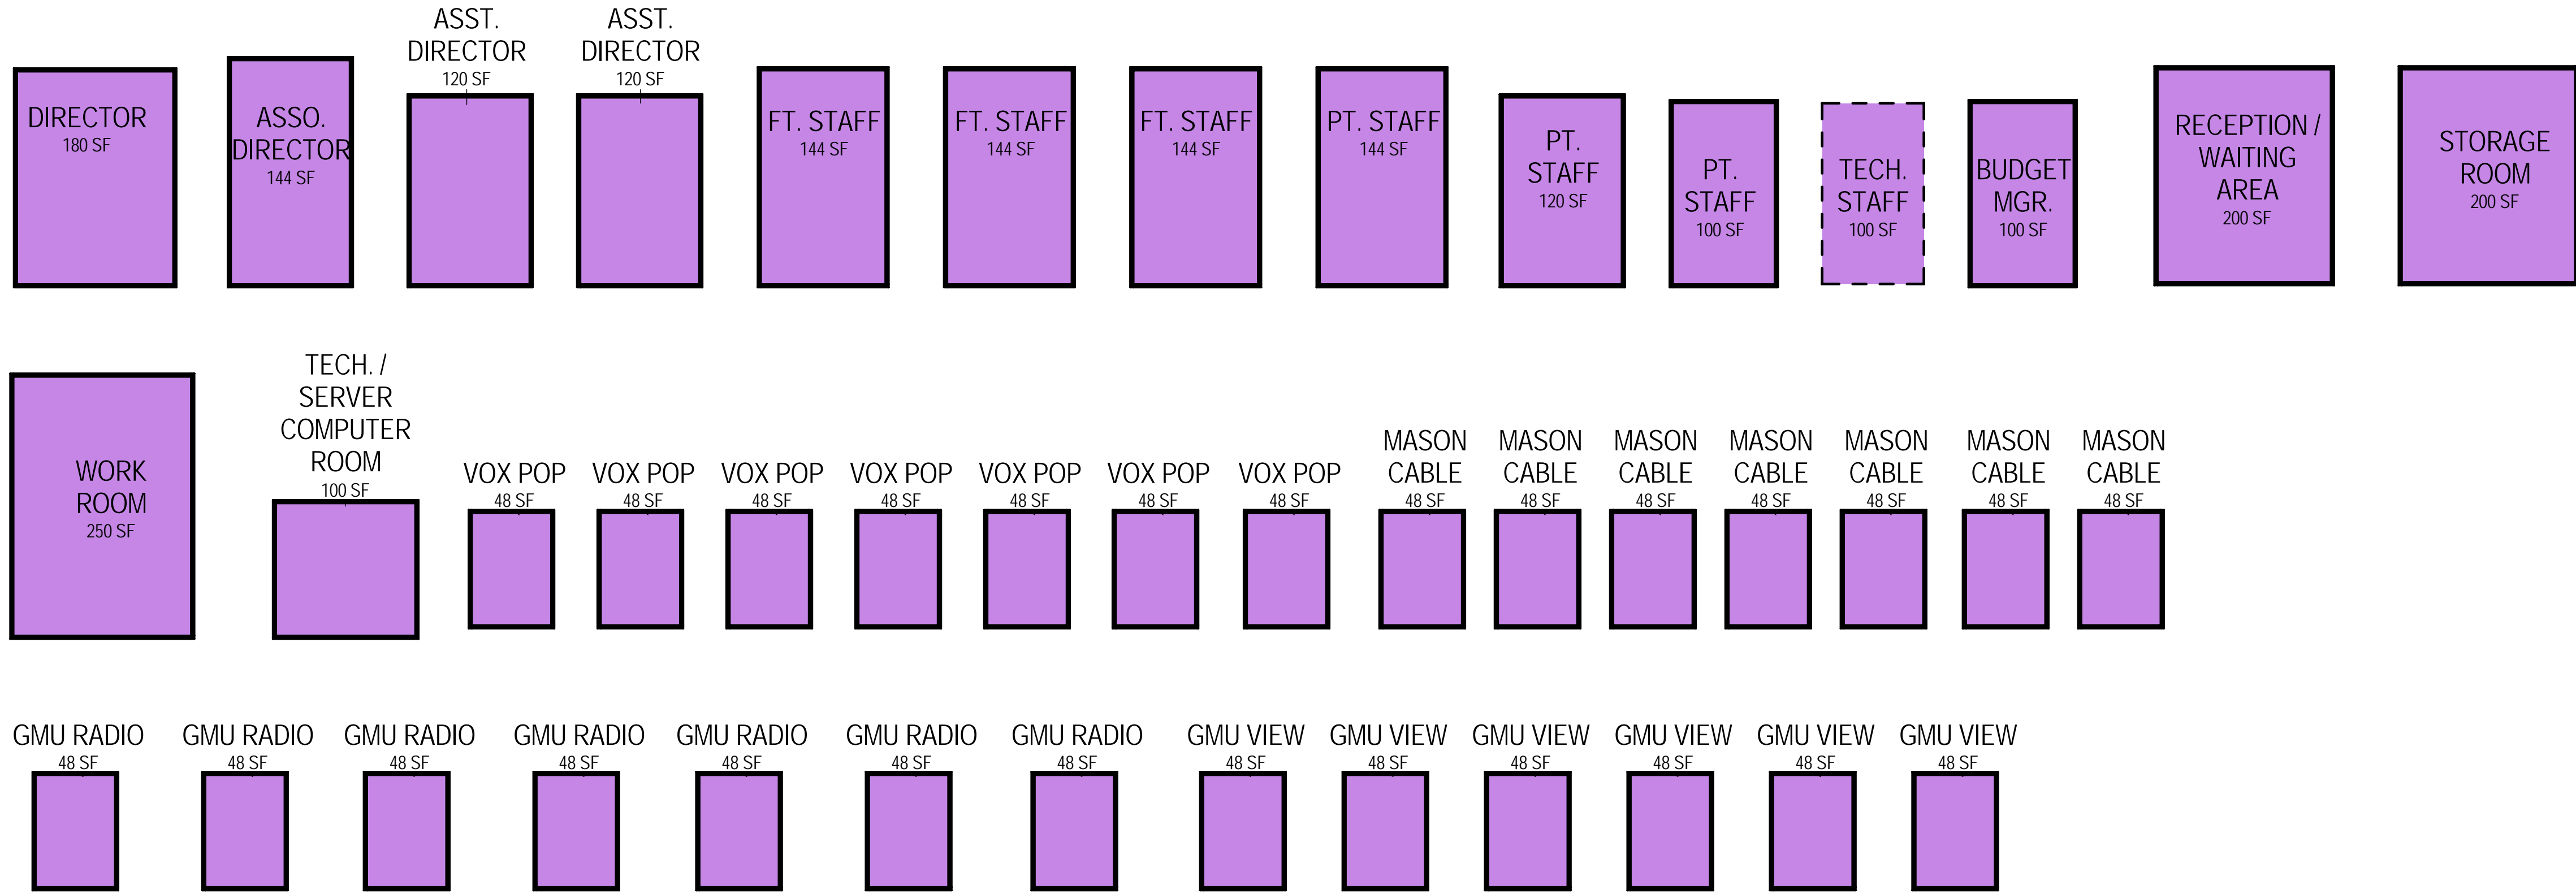 DIRECTOR
180 SF
ASSO.
DIRECTOR
144 SF
ASST.
DIRECTOR
120 SF
ASST.
DIRECTOR
120 SF
FT. STAFF
144 SF
FT. STAFF
144 SF
FT. STAFF
144 SF
PT. STAFF
144 SF
PT.
STAFF
120 SF
PT.
STAFF
100 SF
TECH.
STAFF
100 SF
BUDGET
MGR.
100 SF
RECEPTION /
WAITING
AREA
200 SF
STORAGE
ROOM
200 SF
WORK
ROOM
250 SF
TECH. /
SERVER
COMPUTER
ROOM
100 SF
VOX POP
48 SF
VOX POP
48 SF
VOX POP
48 SF
VOX POP
48 SF
VOX POP
48 SF
VOX POP
48 SF
VOX POP
48 SF
MASON
CABLE
48 SF
MASON
CABLE
48 SF
MASON
CABLE
48 SF
MASON
CABLE
48 SF
MASON
CABLE
48 SF
MASON
CABLE
48 SF
MASON
CABLE
48 SF
GMU RADIO
48 SF
GMU RADIO
48 SF
GMU RADIO
48 SF
GMU RADIO
48 SF
GMU RADIO
48 SF
GMU RADIO
48 SF
GMU RADIO
48 SF
GMU VIEW
48 SF
GMU VIEW
48 SF
GMU VIEW
48 SF
GMU VIEW
48 SF
GMU VIEW
48 SF
GMU VIEW
48 SF